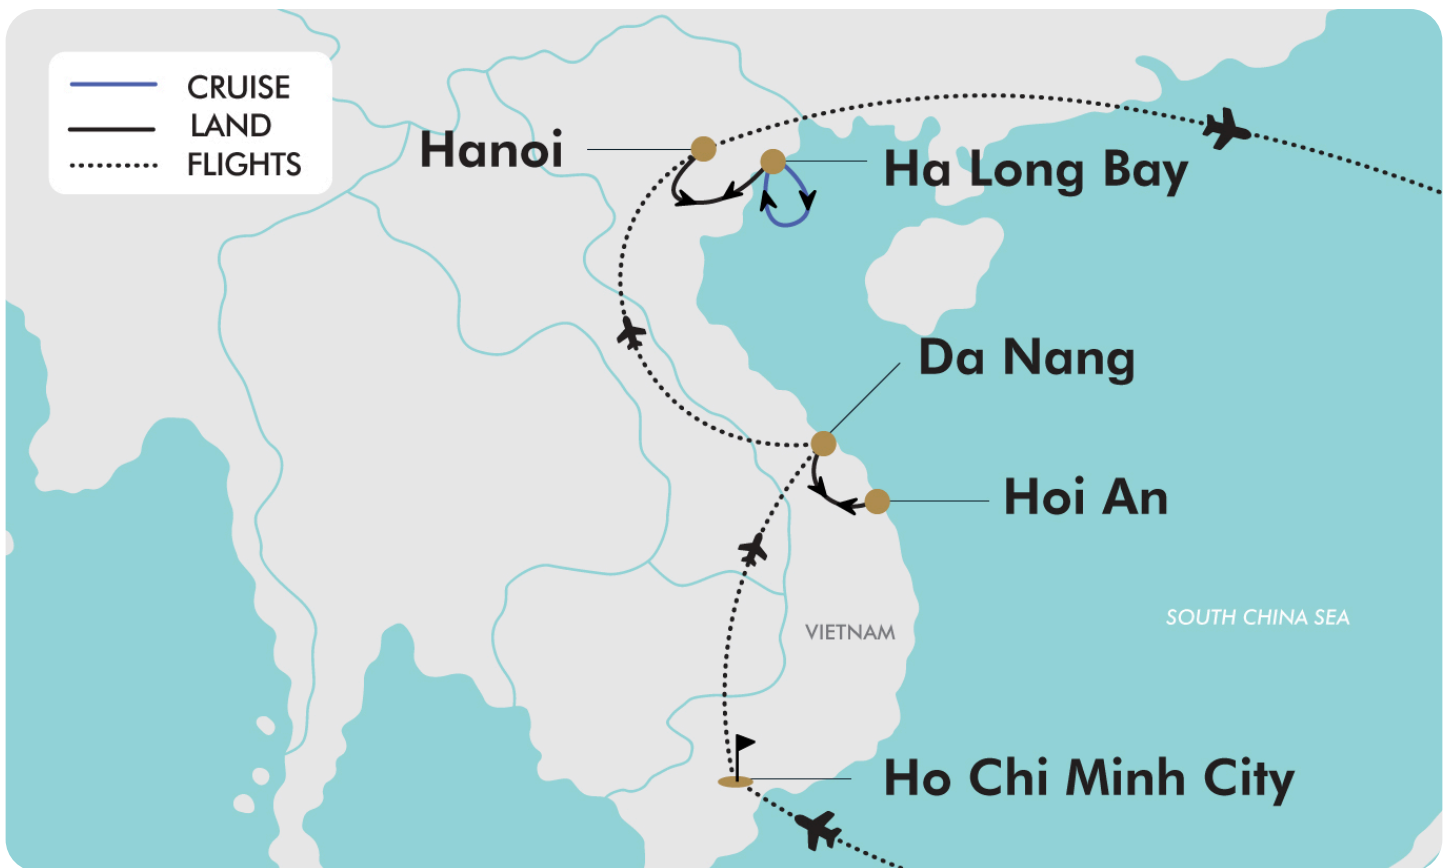 CRUISE
LAND
FLIGHTS
Hanoi
Ha Long Bay
Da Nang
Hoi An
SOUTH CHINA SEA
VIETNAM
Ho Chi Minh City